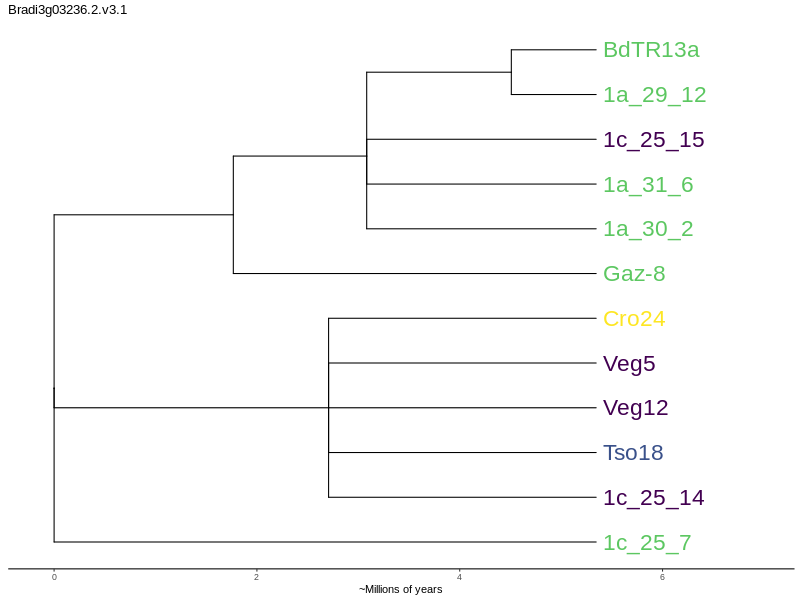 Bradi3g03236.2.v3.1
BdTR13a
1a_29_12
1c_25_15
1a_31_6
1a_30_2
Gaz-8
Cro24
Veg5
Veg12
Tso18
1c_25_14
1c_25_7
0 2 4 6
~Millions of years